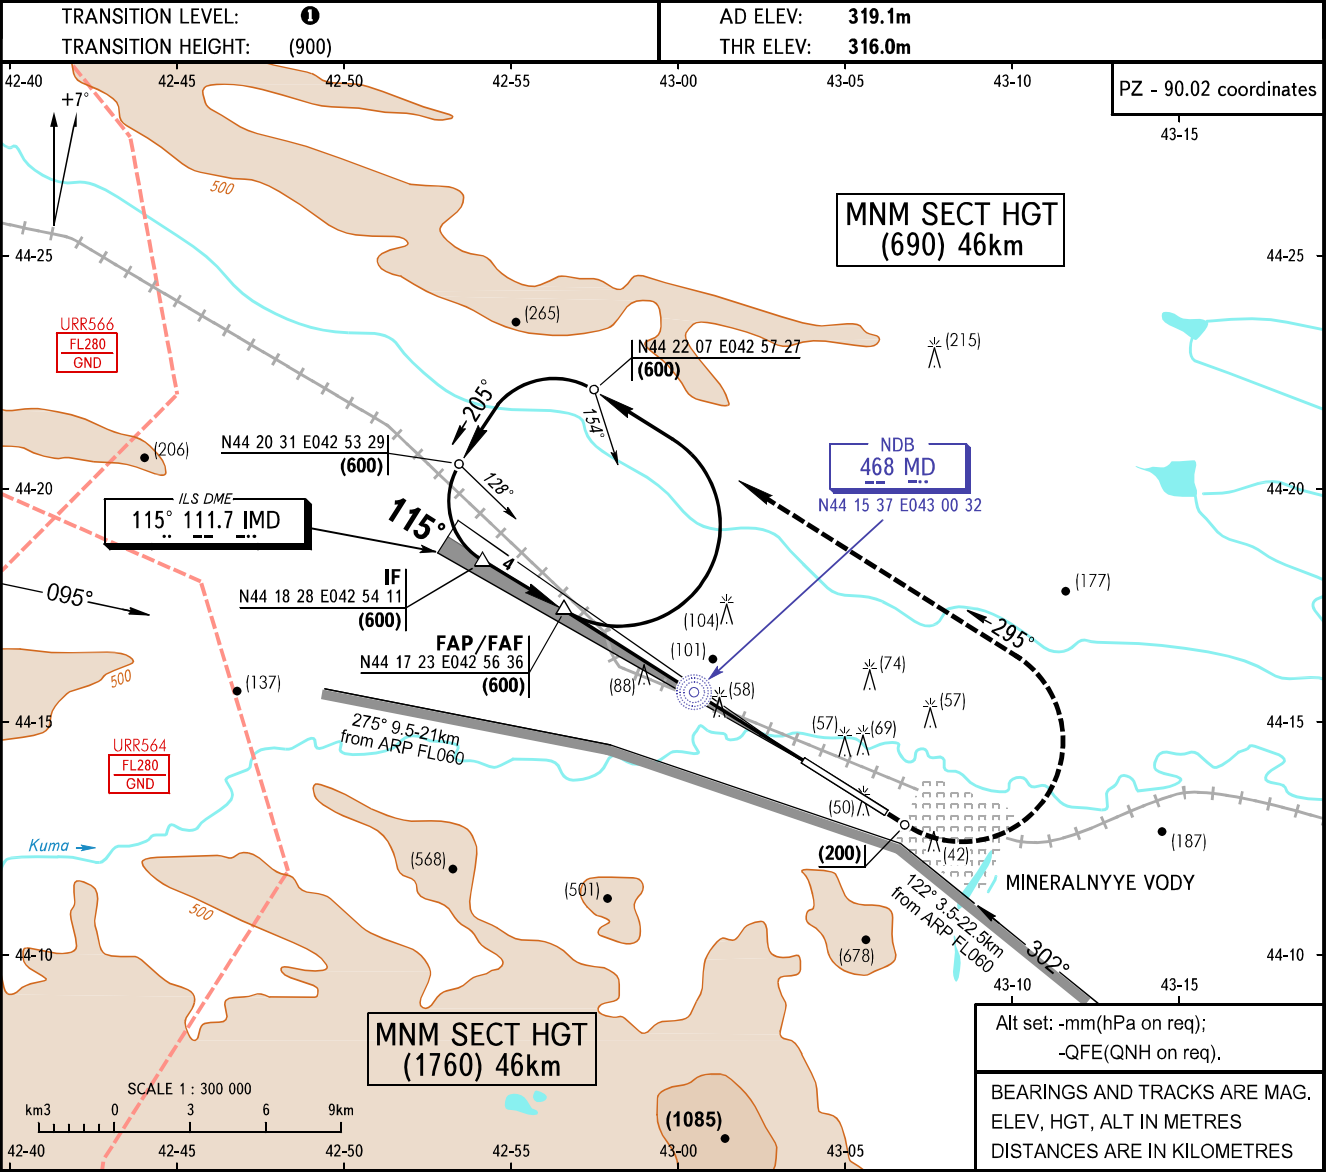 TRANSITION LEVEL: 1
TRANSITION HEIGHT: (900)
AD ELEV: 319.1m
THR ELEV: 316.0m
42-40 42-45 42-50 42-55 43-00 43-05 43-10
PZ - 90.02 coordinates
43-15
+7°
500
MNM SECT HGT
(690) 46km
44-25 44-25
(265)
URR566
FL280
GND
N44 22 07 E042 57 27
(600)
(215)
205°
154°
N44 20 31 E042 53 29
(600)
(206)
128°
NDB
468 MD
N44 15 37 E043 00 32
44-20 44-20
ILS DME
115° 111.7 IMD
115°
4
IF
N44 18 28 E042 54 11
(600)
095°
(177)
(104)
295°
FAP/FAF
N44 17 23 E042 56 36
(600)
(101)
(74)
500
(137)
(88)
(58)
(57)
44-15 44-15
275° 9.5-21km
from ARP FL060
(57)
(69)
URR564
FL280
GND
(50)
Kuma
(200)
(42)
(187)
(568)
(501)
MINERALNYYE VODY
500
122° 3.5-22.5km
from ARP FL060
302°
(678)
44-10 44-10
43-10 43-15
MNM SECT HGT
(1760) 46km
Alt set: -mm(hPa on req);
-QFE(QNH on req).
SCALE 1 : 300 000
km3 0 3 6 9km
(1085)
BEARINGS AND TRACKS ARE MAG.
ELEV, HGT, ALT IN METRES
DISTANCES ARE IN KILOMETRES
42-40 42-45 42-50 42-55 43-00 43-05